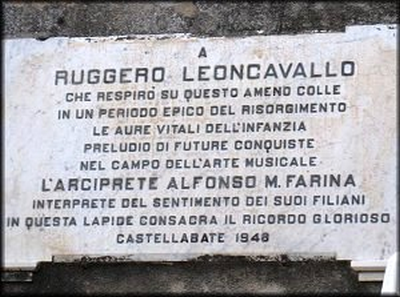 A
RUGGERO LEONCAVALLO
CHE RESPIRÒ SU QUESTO AMENO COLLE
IN UN PERIODO EPICO DEL RISORGIMENTO
LE AURE VITALI DELL'INFANZIA
PRELUDIO DI FUTURE CONQUISTE
NEL CAMPO DELL'ARTE MUSICALE
L'ARCIPRETE ALFONSO M. FARINA
INTERPRETE DEL SENTIMENTO DEI SUOI FILIANI
IN QUESTA LAPIDE CONSACRA IL RICORDO GLORIOSO
CASTELLABATE 1948